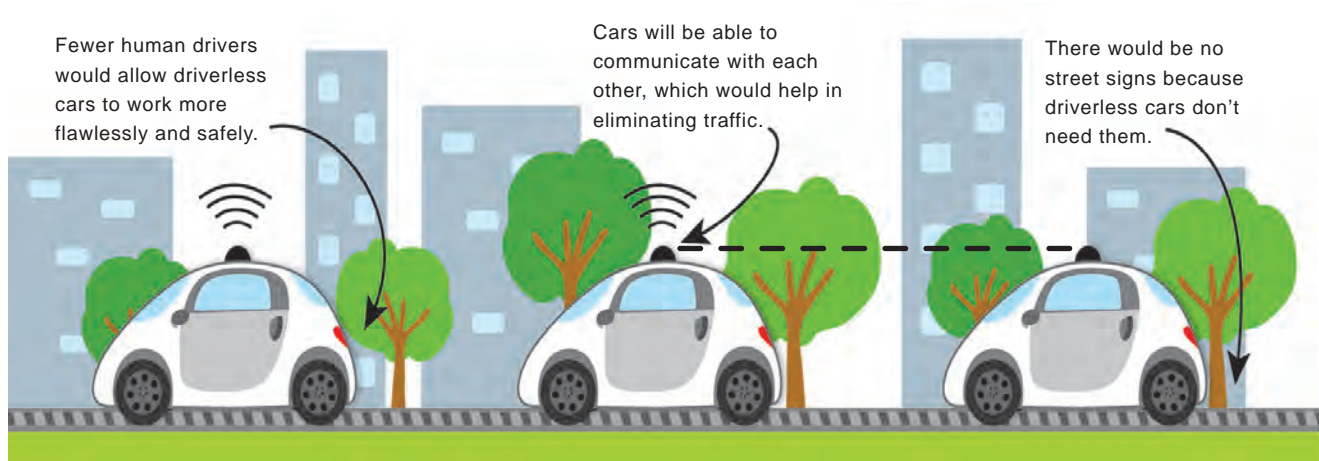 Fewer human drivers
would allow driverless
cars to work more
flawlessly and safely.
Cars will be able to
communicate with each
other, which would help in
eliminating traffic.
There would be no
street signs because
driverless cars don’t
need them.